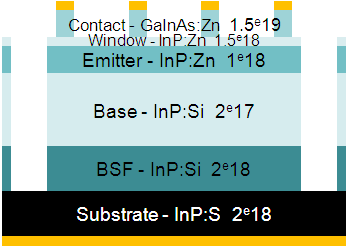 Contact - GaInAs:Zn 1.5e19
Window - InP:Zn 1.5e18
Emitter - InP:Zn 1e18
Base - InP:Si 2e17
BSF - InP:Si 2e18
Substrate - InP:S 2e18